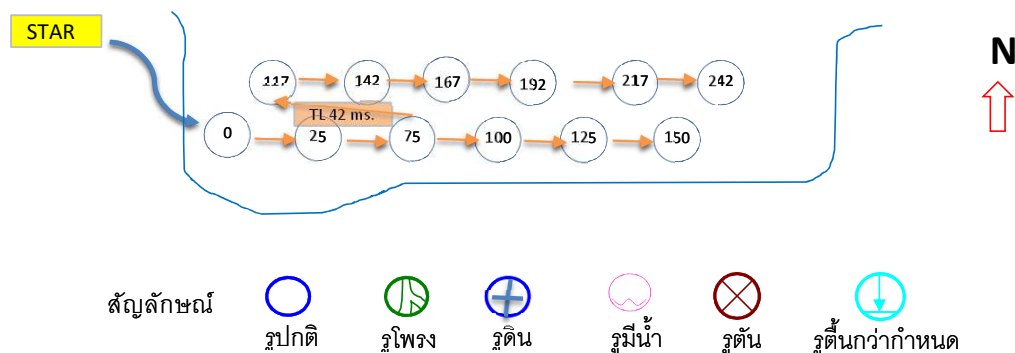 STAR
N
117 142 167 192 217 242
TL 42 ms.
0 25 75 100 125 150
สัญลักษณ์
รูปกติ รูโพรง รูดิน รูมีน้ำ รูตัน รูตื้นกว่ากำหนด